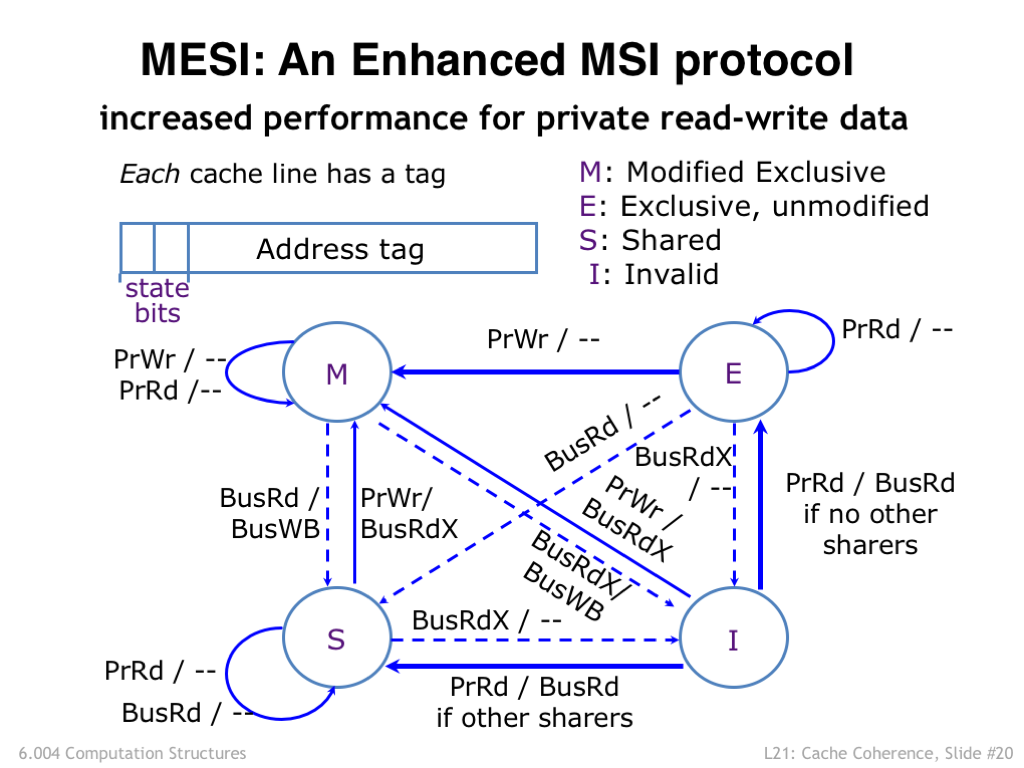 MESI: An Enhanced MSI protocol
increased performance for private read-write data
Each cache line has a tag
Address tag
state
bits
M: Modified Exclusive
E: Exclusive, unmodified
S: Shared
I: Invalid
PrWr / --
PrRd /--
M
PrWr / --
E
PrRd / --
BusRd / --
BusRdX
/ --
PrRd / BusRd
if no other
sharers
BusRd /
BusWB
PrWr/
BusRdX
PrWr /
BusRdX
BusRdX/
BusWB
S
BusRdX / --
I
PrRd / --
BusRd / --
PrRd / BusRd
if other sharers
6.004 Computation Structures
L21: Cache Coherence, Slide #20